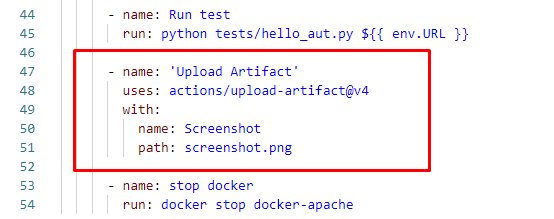 44 - name: Run test
45 run: python tests/hello_aut.py ${{ env.URL }}
46
47 - name: 'Upload Artifact'
48 uses: actions/upload-artifact@v4
49 with:
50 name: Screenshot
51 path: screenshot.png
52
53 - name: stop docker
54 run: docker stop docker-apache